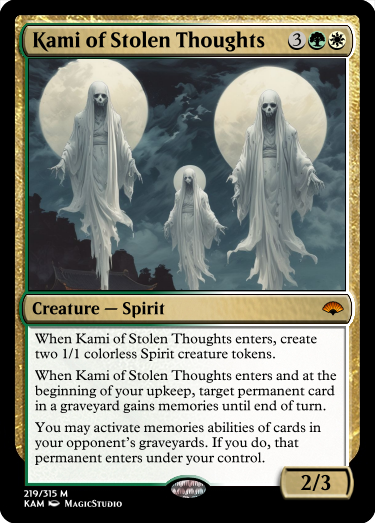 Kami of Stolen Thoughts 3
Creature — Spirit
When Kami of Stolen Thoughts enters, create
two 1/1 colorless Spirit creature tokens.
When Kami of Stolen Thoughts enters and at the
beginning of your upkeep, target permanent card
in a graveyard gains memories until end of turn.
You may activate memories abilities of cards in
your opponent's graveyards. If you do, that
permanent enters under your control.
2/3
219/315 M
KAM MagicStudio